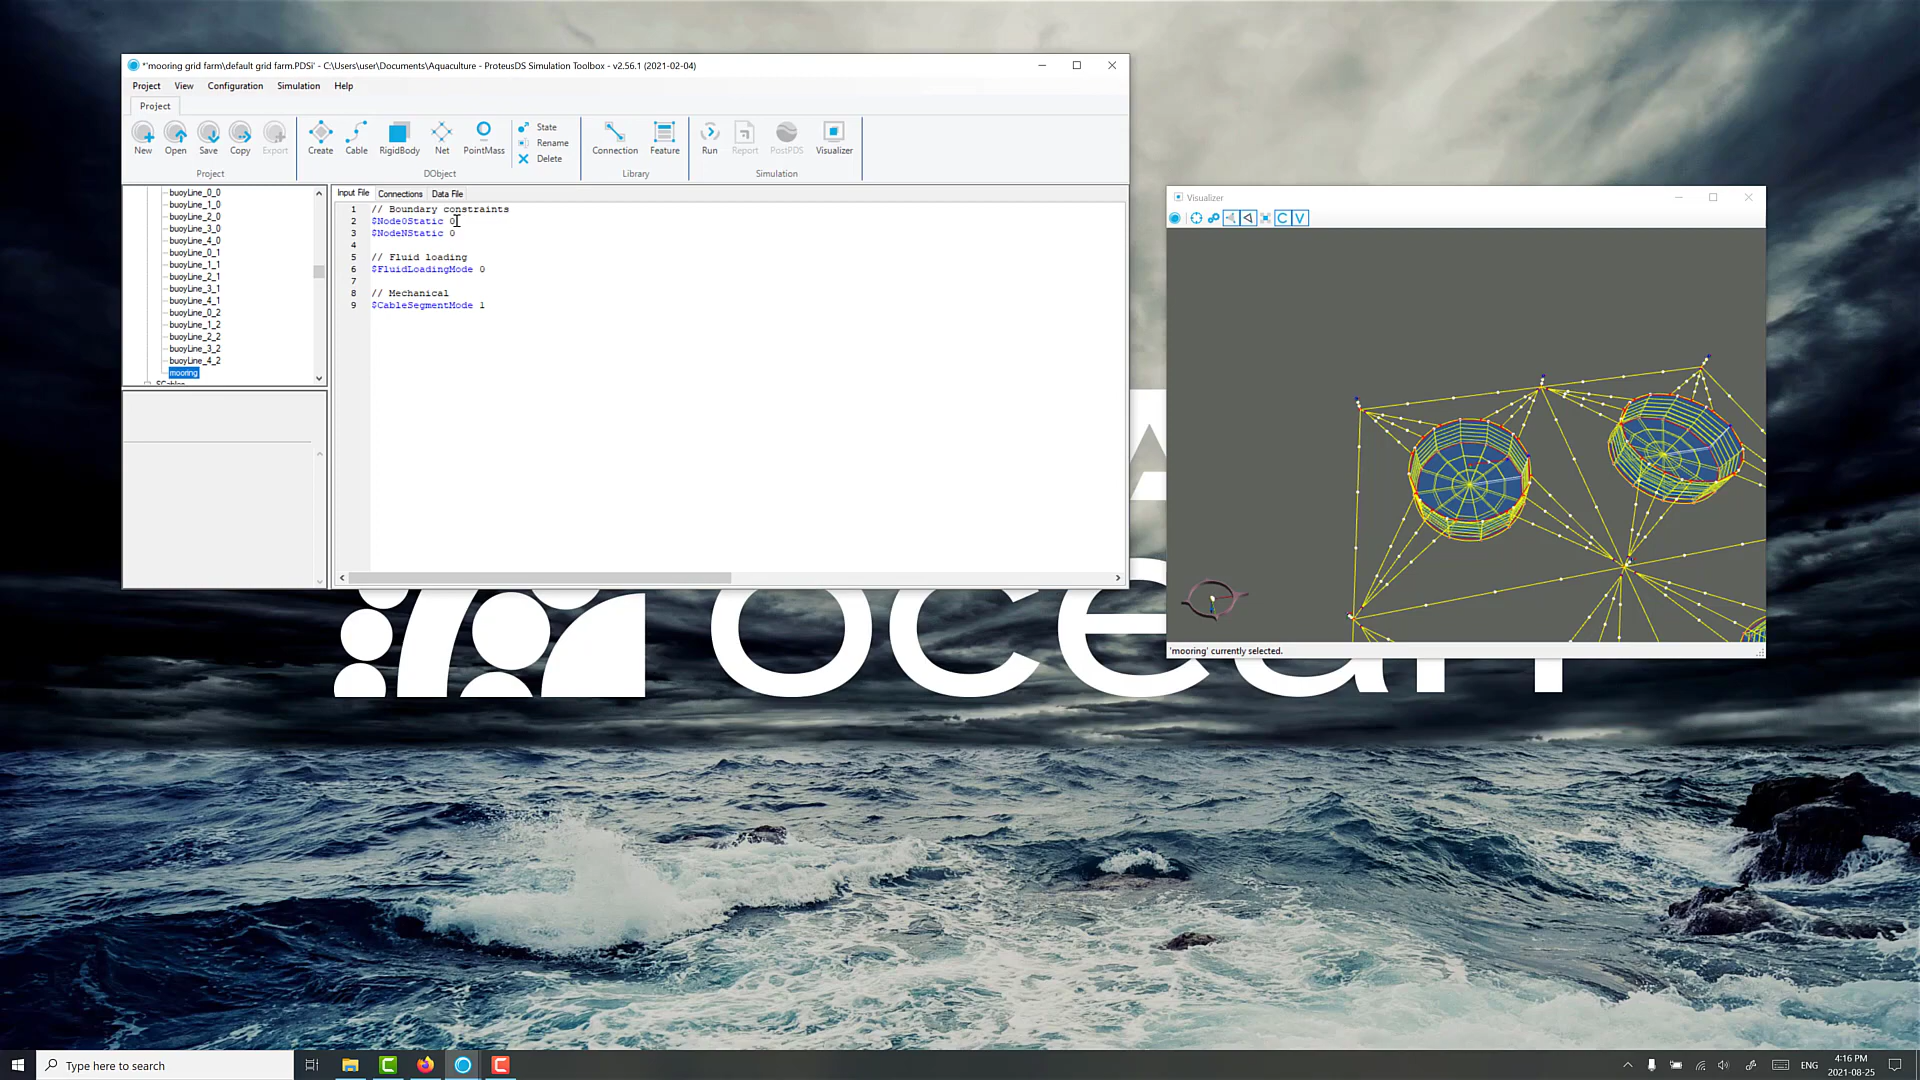 *'mooring grid farm\default grid farm.PDSi' - C:\Users\user\Documents\Aquaculture - ProteusDS Simulation Toolbox - v2.56.1 (2021-02-04)
Project View Configuration Simulation Help
Project
New Open Save Copy Export
Create Cable RigidBody Net PointMass
State
Rename
Delete
Connection Feature
Run Report PostPDS Visualizer
Project DObject Library Simulation
buoyLine_0_0
buoyLine_1_0
buoyLine_2_0
buoyLine_3_0
buoyLine_4_0
buoyLine_0_1
buoyLine_1_1
buoyLine_2_1
buoyLine_3_1
buoyLine_4_1
buoyLine_0_2
buoyLine_1_2
buoyLine_2_2
buoyLine_3_2
buoyLine_4_2
mooring
Input File Connections Data File
1 // Boundary constraints
2 $Node0Static 0
3 $NodeNStatic 0
4
5 // Fluid loading
6 $FluidLoadingMode 0
7
8 // Mechanical
9 $CableSegmentMode 1
Visualizer
C V
'mooring' currently selected.
ocean
Type here to search
ENG
4:16 PM
2021-08-25